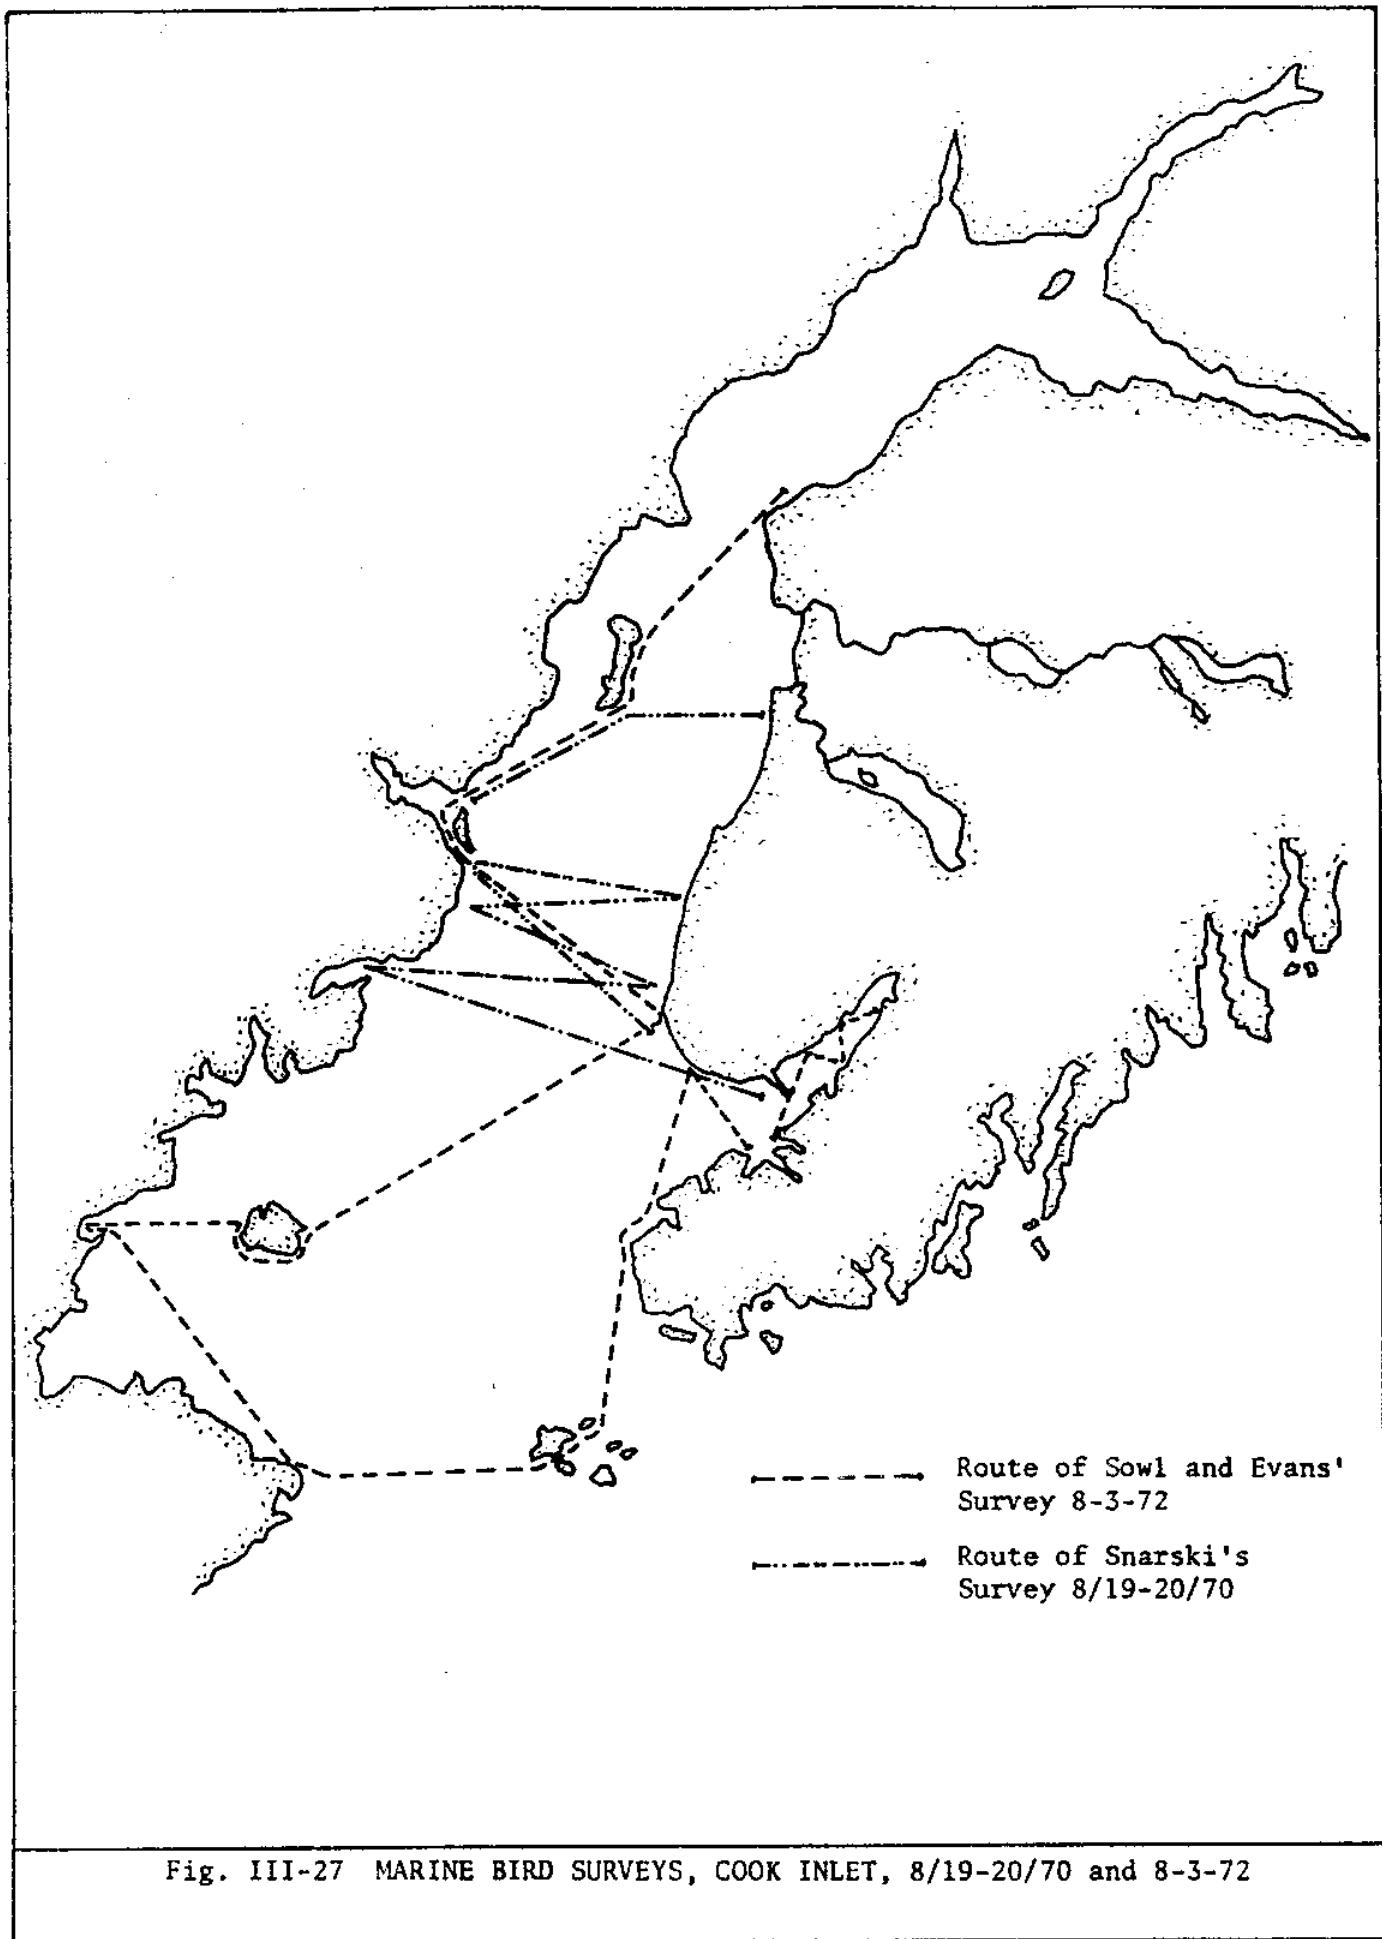 Route of Sowl and Evans'
Survey 8-3-72
Route of Snarski's
Survey 8/19-20/70
Fig. III-27 MARINE BIRD SURVEYS, COOK INLET, 8/19-20/70 and 8-3-72